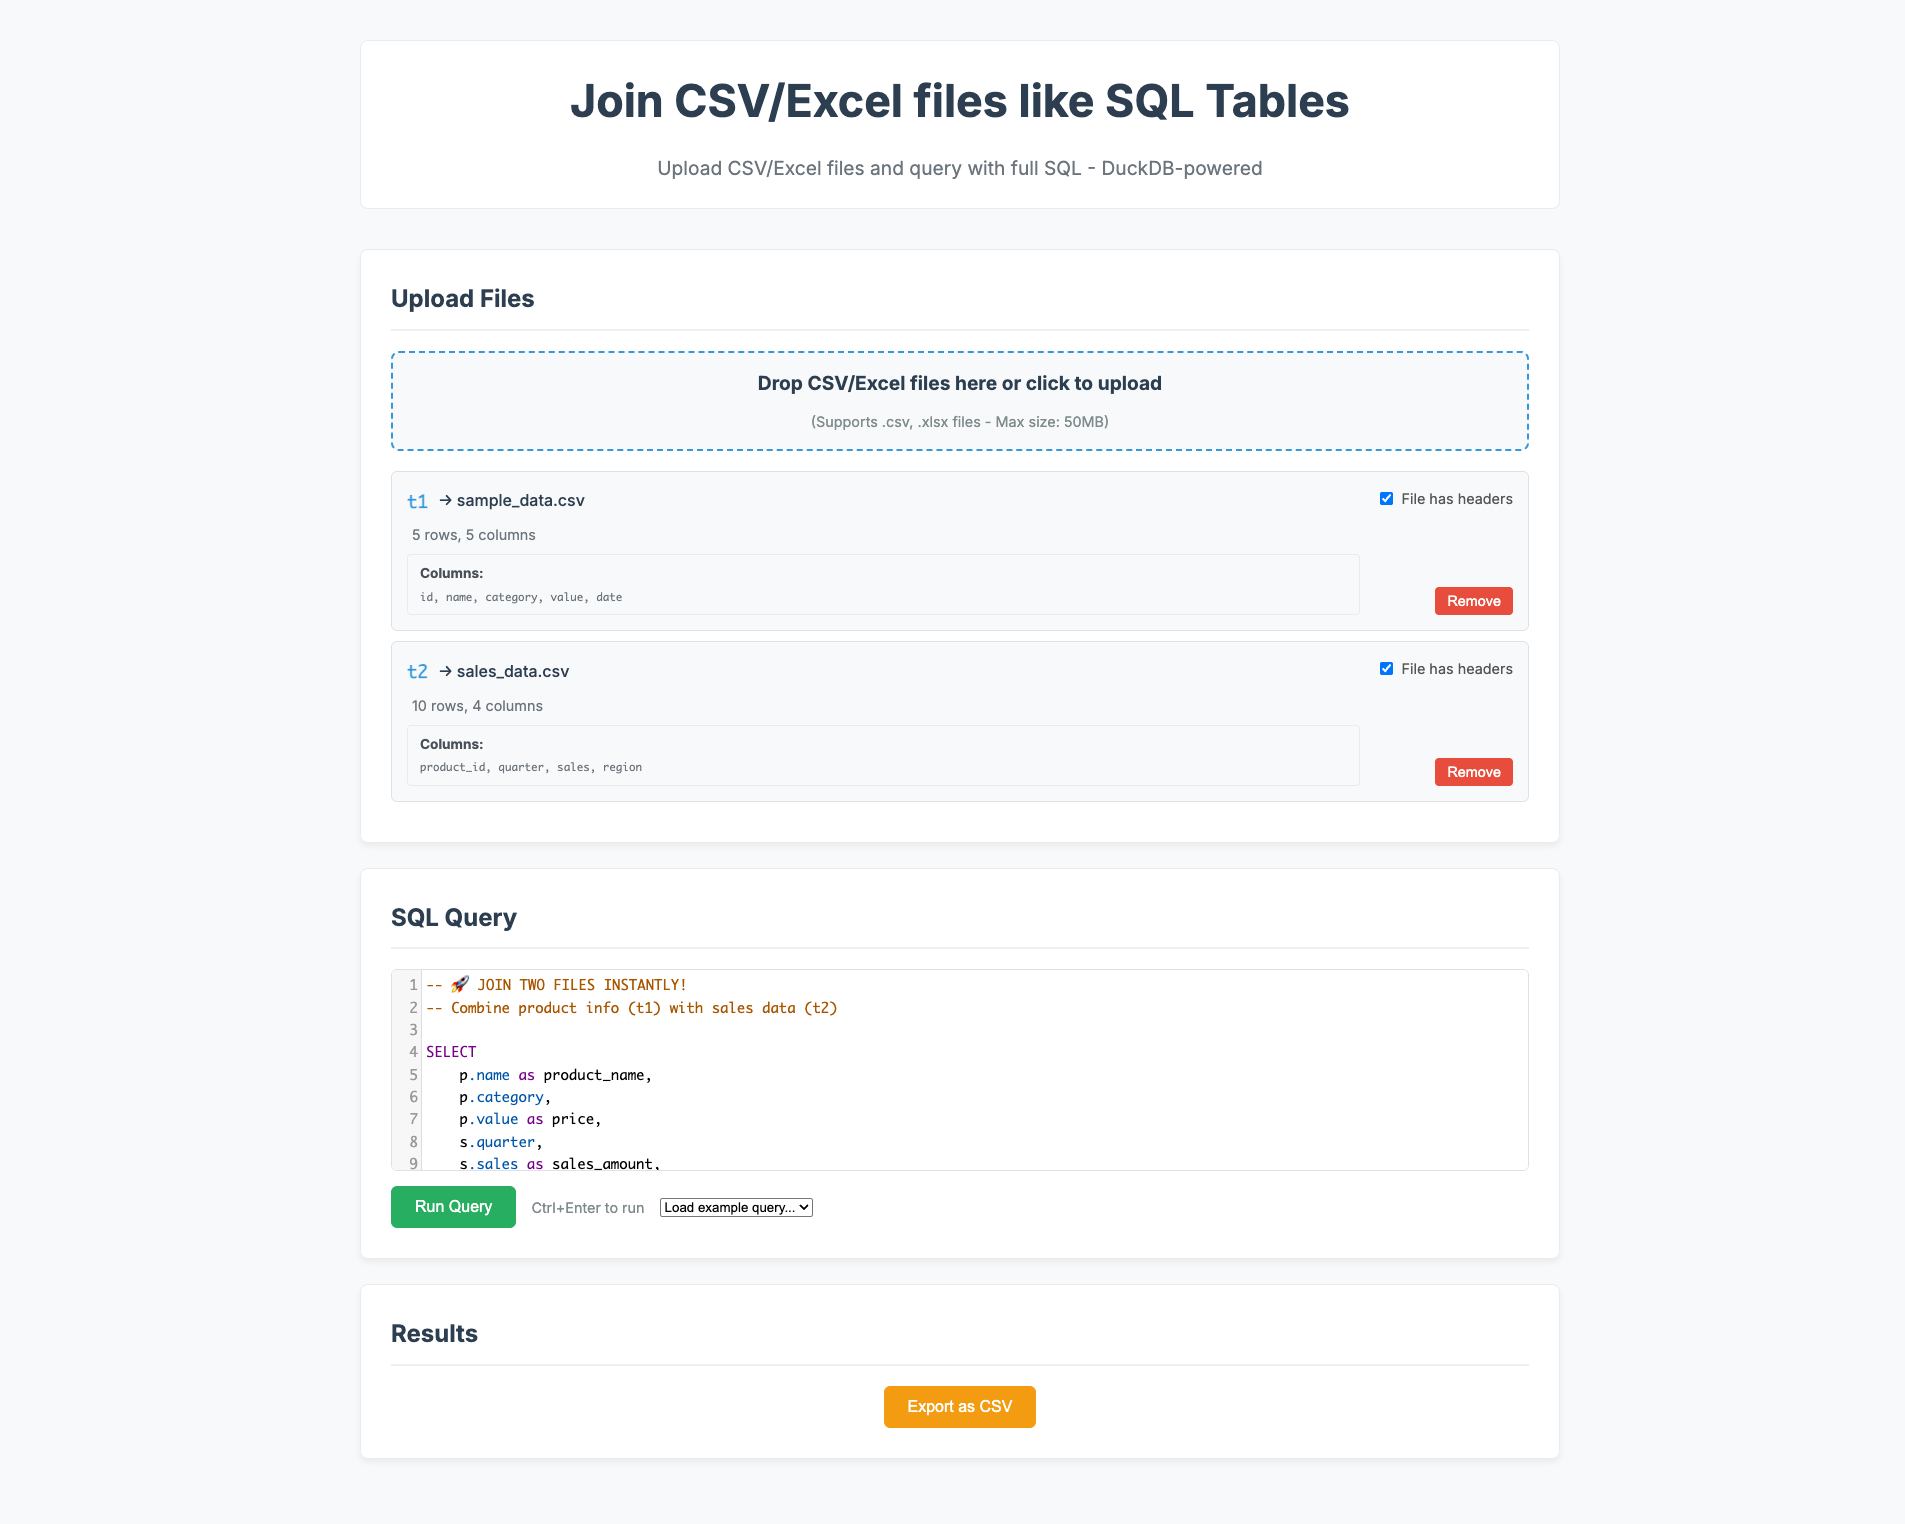 Join CSV/Excel files like SQL Tables
Upload CSV/Excel files and query with full SQL - DuckDB-powered
Upload Files
Drop CSV/Excel files here or click to upload
(Supports .csv, .xlsx files - Max size: 50MB)
t1 → sample_data.csv
File has headers
5 rows, 5 columns
Columns:
id, name, category, value, date
Remove
t2 → sales_data.csv
File has headers
10 rows, 4 columns
Columns:
product_id, quarter, sales, region
Remove
SQL Query
1 -- 🚀 JOIN TWO FILES INSTANTLY!
2 -- Combine product info (t1) with sales data (t2)
3
4 SELECT
5     p.name as product_name,
6     p.category,
7     p.value as price,
8     s.quarter,
9     s.sales as sales_amount,
Run Query
Ctrl+Enter to run
Load example query...
Results
Export as CSV